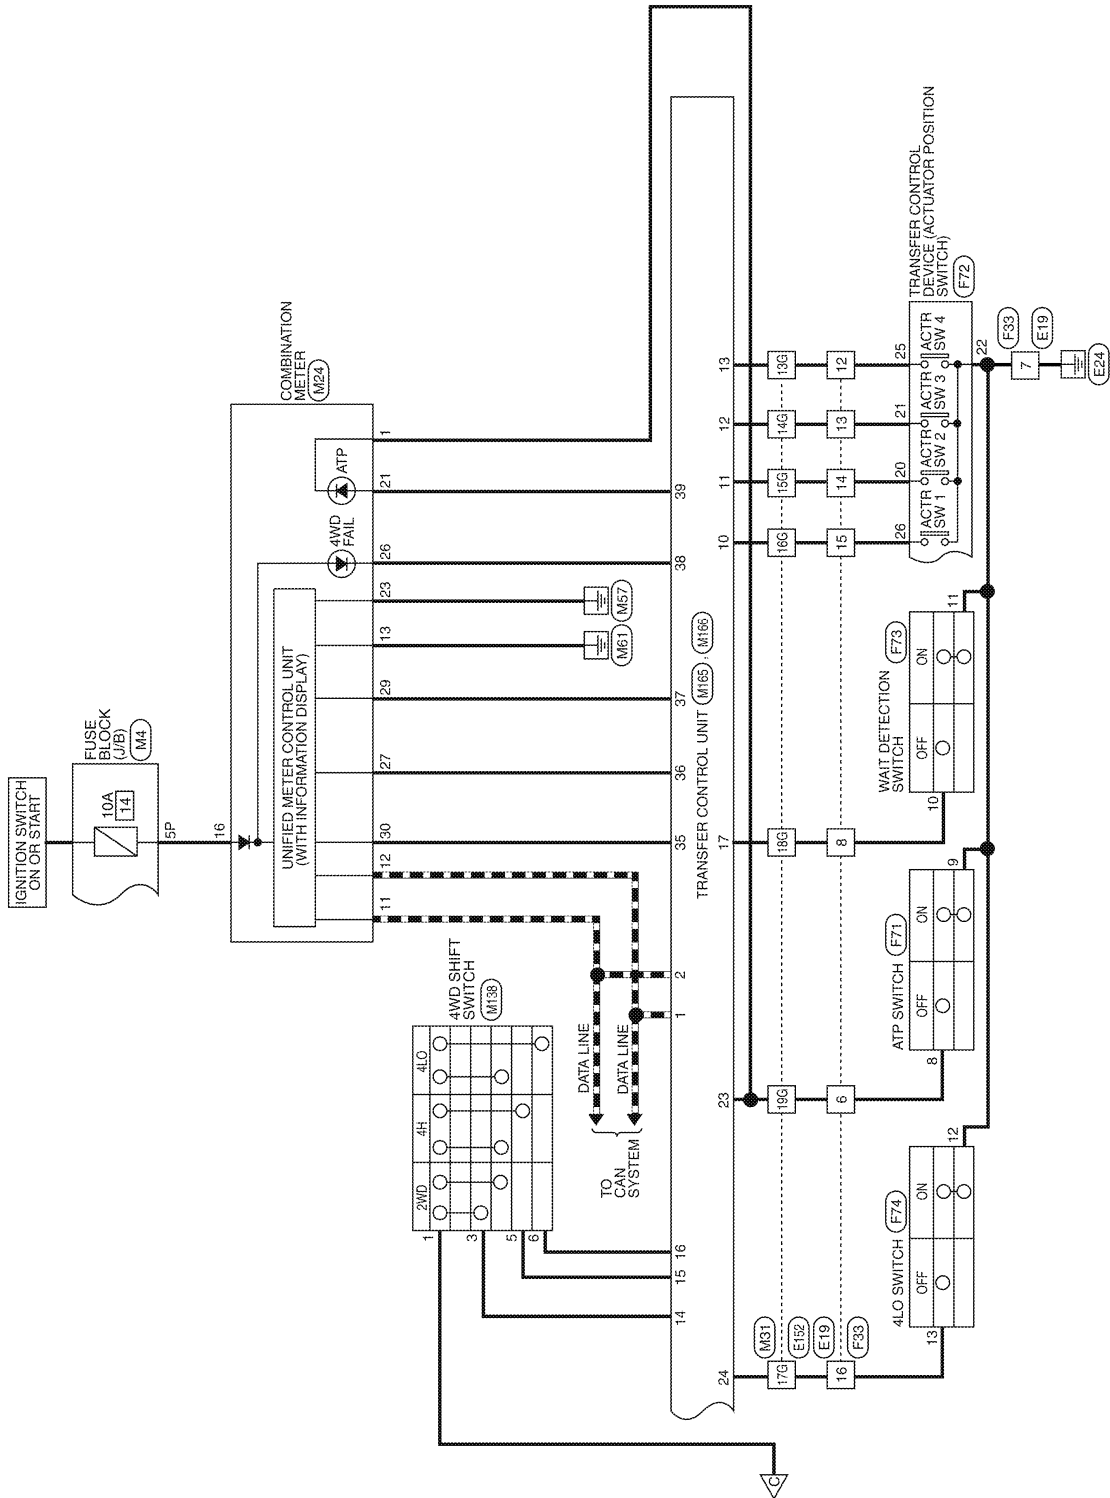 IGNITION SWITCH
ON OR START
FUSE
BLOCK
(J/B)
M4
10A
14
5P
16
COMBINATION
METER
M24
UNIFIED METER CONTROL UNIT
(WITH INFORMATION DISPLAY)
4WD
FAIL
ATP
11
12
30
27
29
13
23
26
21
1
M61
M57
4WD SHIFT
SWITCH
M138
2WD
4H
4LO
1
3
5
6
DATA LINE
DATA LINE
TO
CAN
SYSTEM
14
15
16
1
2
35
36
37
38
39
TRANSFER CONTROL UNIT
M165
,
M166
24
23
17
10
11
12
13
M31
E152
E19
F33
17G
19G
18G
16G
15G
14G
13G
16
6
8
15
14
13
12
4LO SWITCH
F74
OFF
ON
13
12
ATP SWITCH
F71
OFF
ON
8
9
WAIT DETECTION
SWITCH
F73
OFF
ON
10
11
26
20
21
25
ACTR
SW 1
ACTR
SW 2
ACTR
SW 3
ACTR
SW 4
TRANSFER CONTROL
DEVICE (ACTUATOR POSITION
SWITCH)
F72
22
7
F33
E19
E24
C